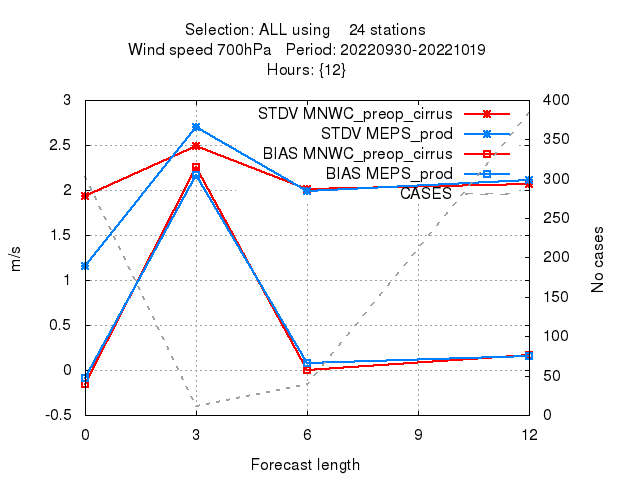 Selection: ALL using 24 stations
Wind speed 700hPa Period: 20220930-20221019
Hours: {12}
STDV MNWC_preop_cirrus
STDV MEPS_prod
BIAS MNWC_preop_cirrus
BIAS MEPS_prod
CASES
3
2.5
2
1.5
1
0.5
0
-0.5
m/s
400
350
300
250
200
150
100
50
0
No cases
0 3 6 9 12
Forecast length